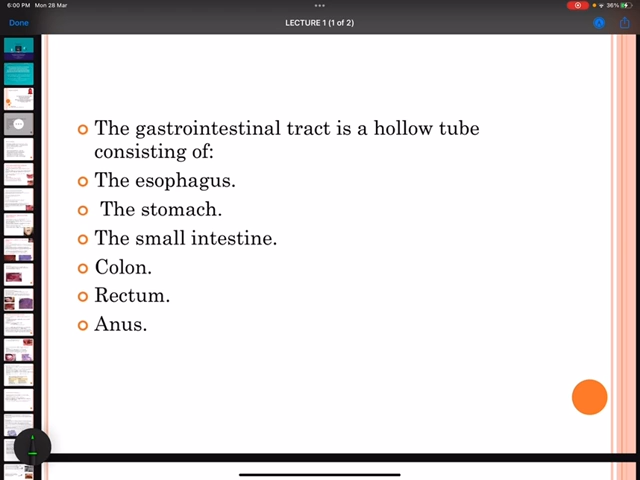 6:00 PM Mon 28 Mar
36%
Done
LECTURE 1 (1 of 2)
The gastrointestinal tract is a hollow tube
consisting of:
The esophagus.
The stomach.
The small intestine.
Colon.
Rectum.
Anus.